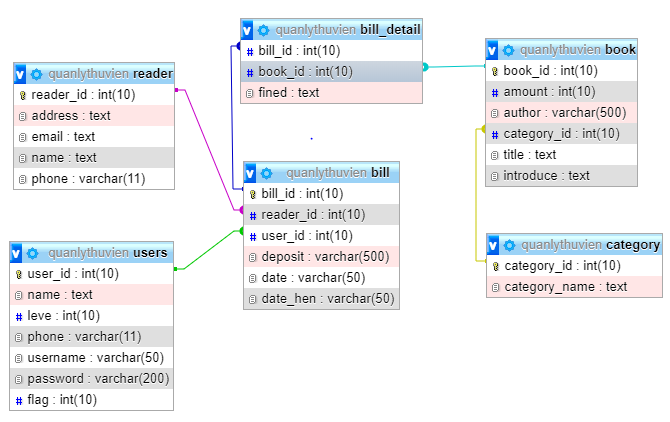 quanlythuvien bill_detail
bill_id : int(10)
book_id : int(10)
fined : text
quanlythuvien book
book_id : int(10)
amount : int(10)
author : varchar(500)
category_id : int(10)
title : text
introduce : text
quanlythuvien reader
reader_id : int(10)
address : text
email : text
name : text
phone : varchar(11)
quanlythuvien bill
bill_id : int(10)
reader_id : int(10)
user_id : int(10)
deposit : varchar(500)
date : varchar(50)
date_hen : varchar(50)
quanlythuvien users
user_id : int(10)
name : text
leve : int(10)
phone : varchar(11)
username : varchar(50)
password : varchar(200)
flag : int(10)
quanlythuvien category
category_id : int(10)
category_name : text